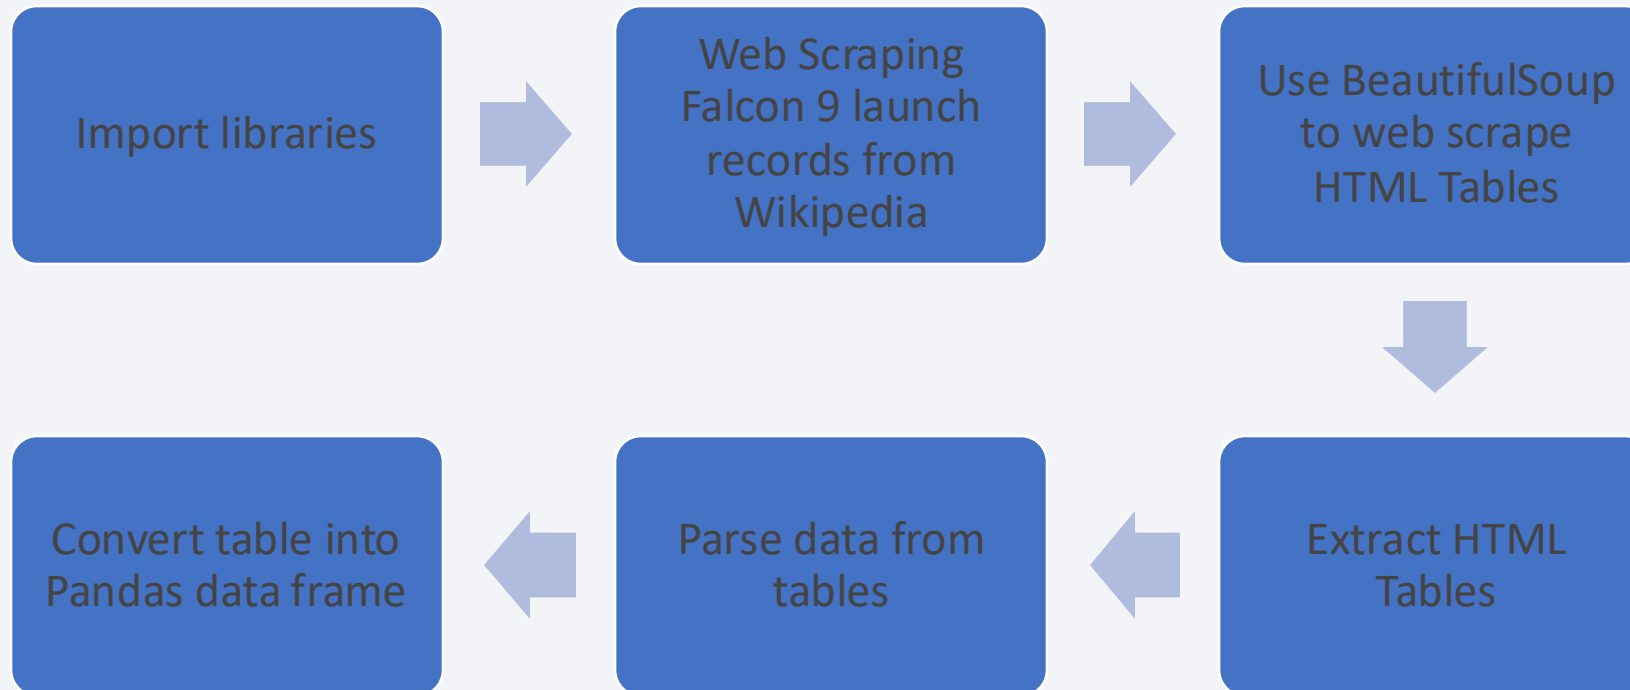 Import libraries
Web Scraping
Falcon 9 launch
records from
Wikipedia
Use BeautifulSoup
to web scrape
HTML Tables
Extract HTML
Tables
Parse data from
tables
Convert table into
Pandas data frame